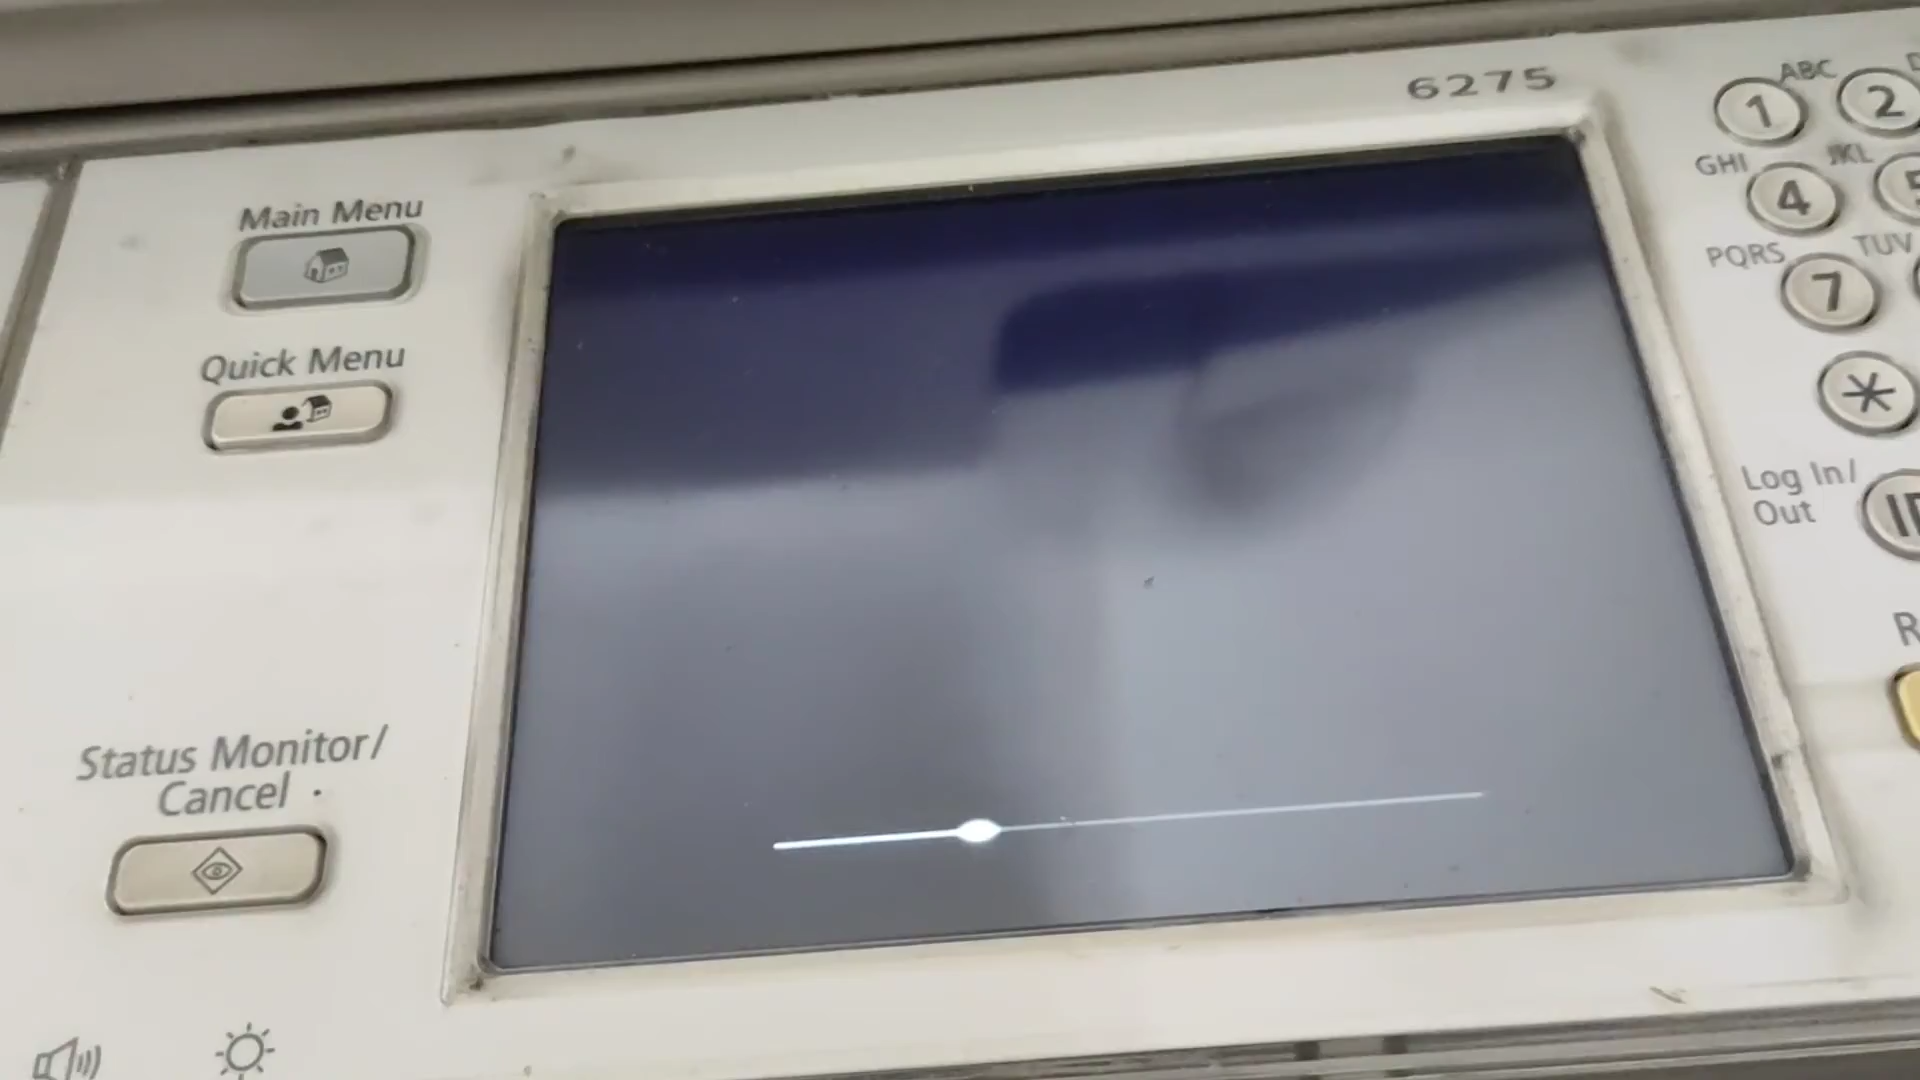 6275
Main Menu
Quick Menu
Status Monitor/
Cancel
ABC
1
2
GHI
JKL
4
5
PQRS
TUV
7
*
Log In/
Out